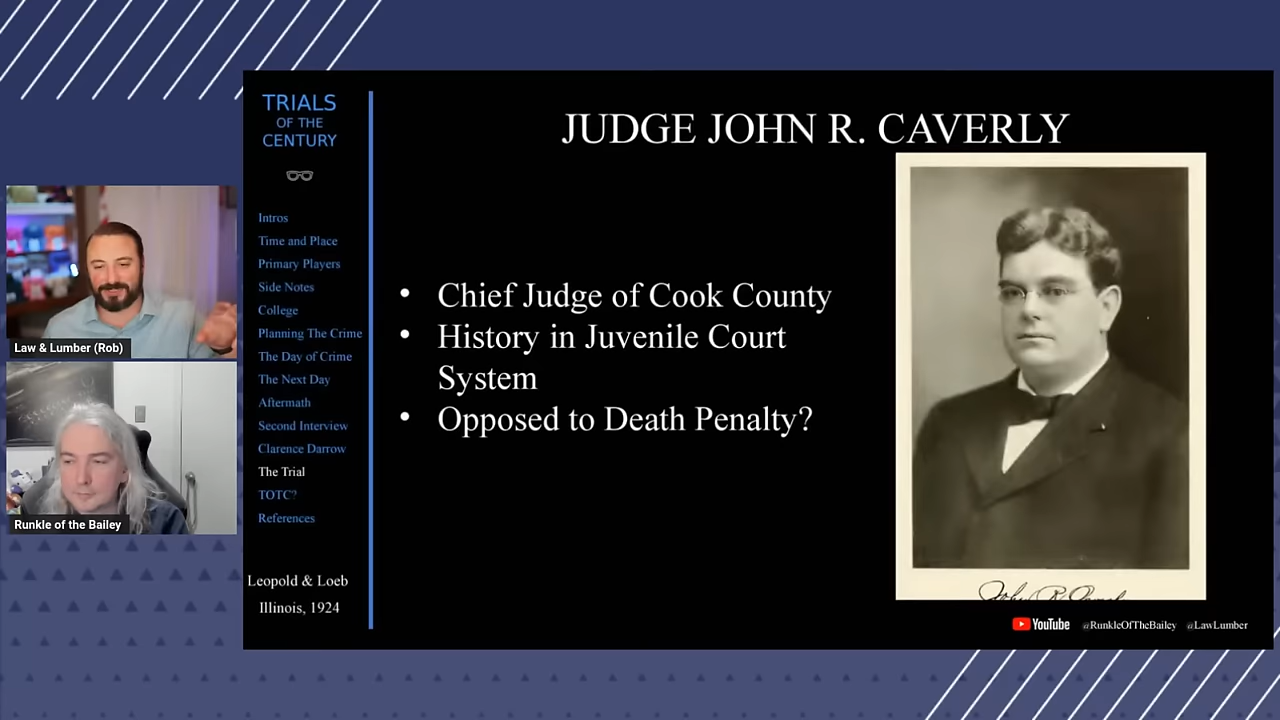 TRIALS
OF THE
CENTURY
Intros
Time and Place
Primary Players
Side Notes
College
Planning The Crime
The Day of Crime
The Next Day
Aftermath
Second Interview
Clarence Darrow
The Trial
TOTC?
References
Leopold & Loeb
Illinois, 1924
JUDGE JOHN R. CAVERLY
• Chief Judge of Cook County
• History in Juvenile Court
System
• Opposed to Death Penalty?
John R.
YouTube @RunkleOfTheBailey @LawLumber
Law & Lumber (Rob)
Runkle of the Bailey